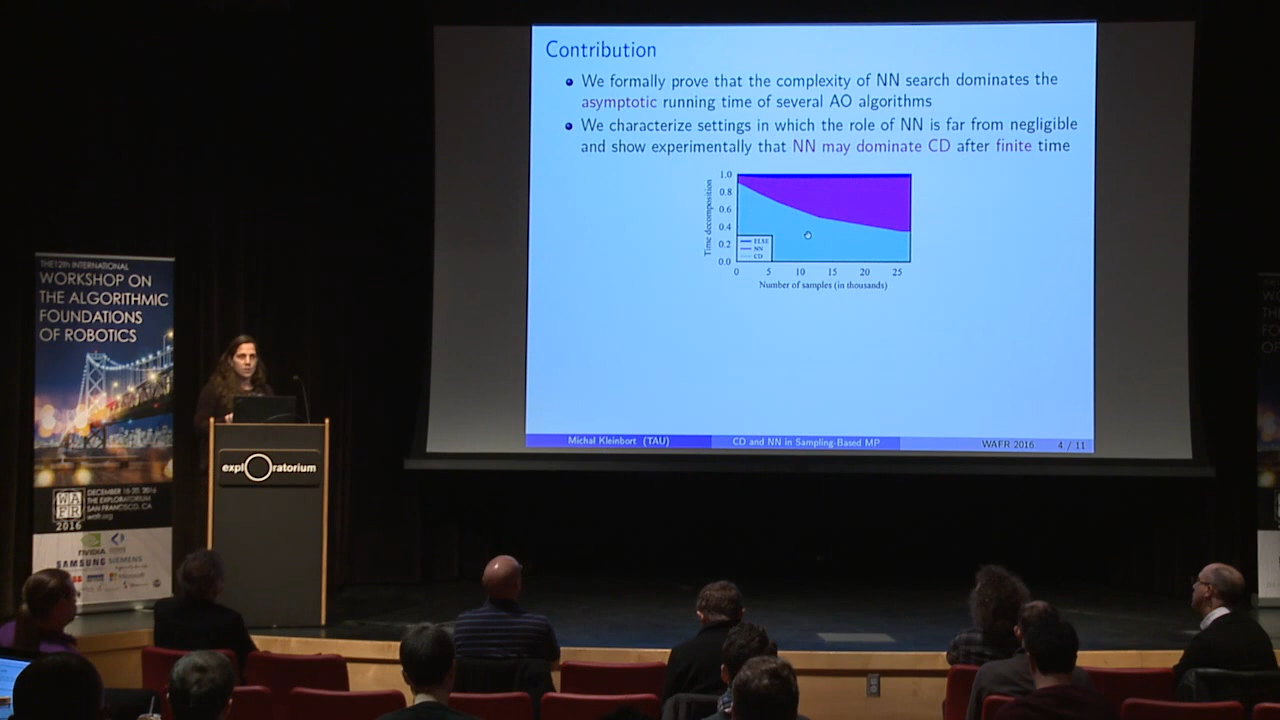 Contribution
We formally prove that the complexity of NN search dominates the
asymptotic running time of several AO algorithms
We characterize settings in which the role of NN is far from negligible
and show experimentally that NN may dominate CD after finite time
Time decomposition
1.0
0.8
0.6
0.4
0.2
0.0
ELSE
NN
CD
0 5 10 15 20 25
Number of samples (in thousands)
Michal Kleinbort (TAU) CD and NN in Sampling-Based MP WAFR 2016 4 / 11
THE 12th INTERNATIONAL
WORKSHOP ON
THE ALGORITHMIC
FOUNDATIONS
OF ROBOTICS
WAFR
2016
DECEMBER 18-20, 2016
THE EXPLORATORIUM
SAN FRANCISCO, CA
wafr.org
NVIDIA
SAMSUNG SIEMENS
Microsoft
exploratorium